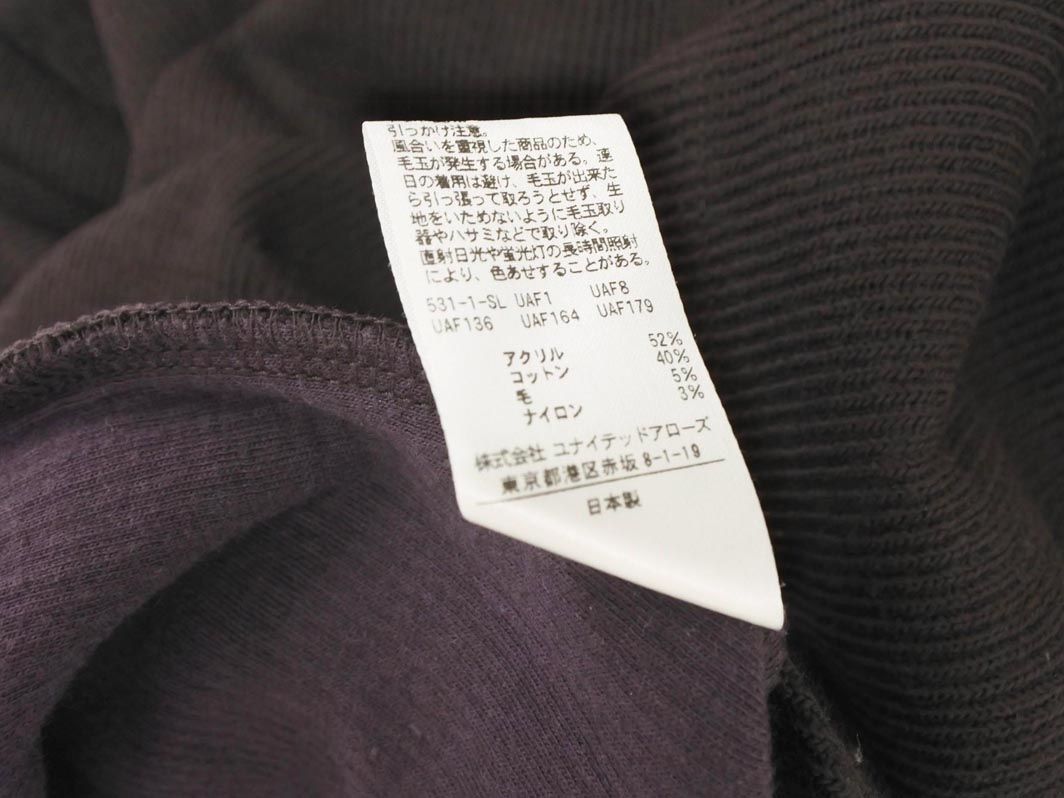 引っかけ注意。
風合いを重視した商品のため、
毛玉が発生する場合がある。連
日の着用は避け、毛玉が出来た
ら引っ張って取ろうとせず、生
地をいためないように毛玉取り
器やハサミなどで取り除く。
直射日光や蛍光灯の長時間照射
により、色あせすることがある。
531-1-SL UAF1 UAF8
UAF136 UAF164 UAF179
アクリル 52%
コットン 40%
毛 5%
ナイロン 3%
株式会社 ユナイテッドアローズ
東京都港区赤坂 8-1-19
日本製